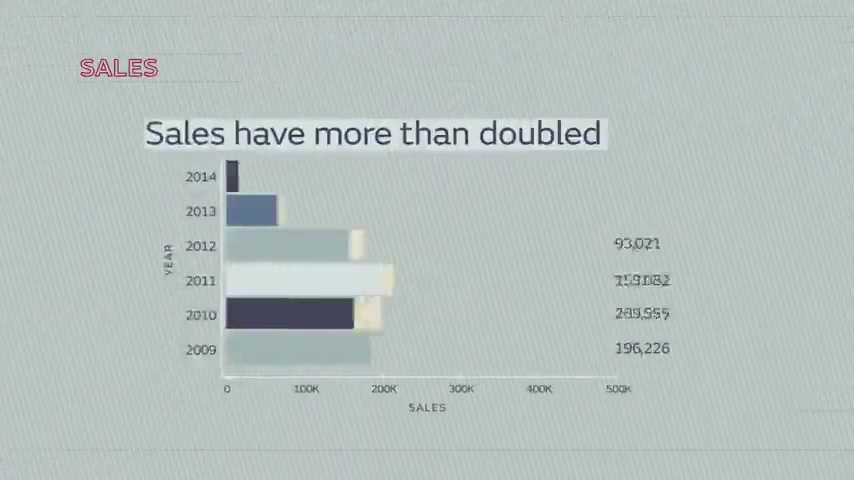 SALES
Sales have more than doubled
2014
2013
2012 93,021
2011
2010
2009 196,226
YEAR
0 100K 200K 300K 400K 500K
SALES